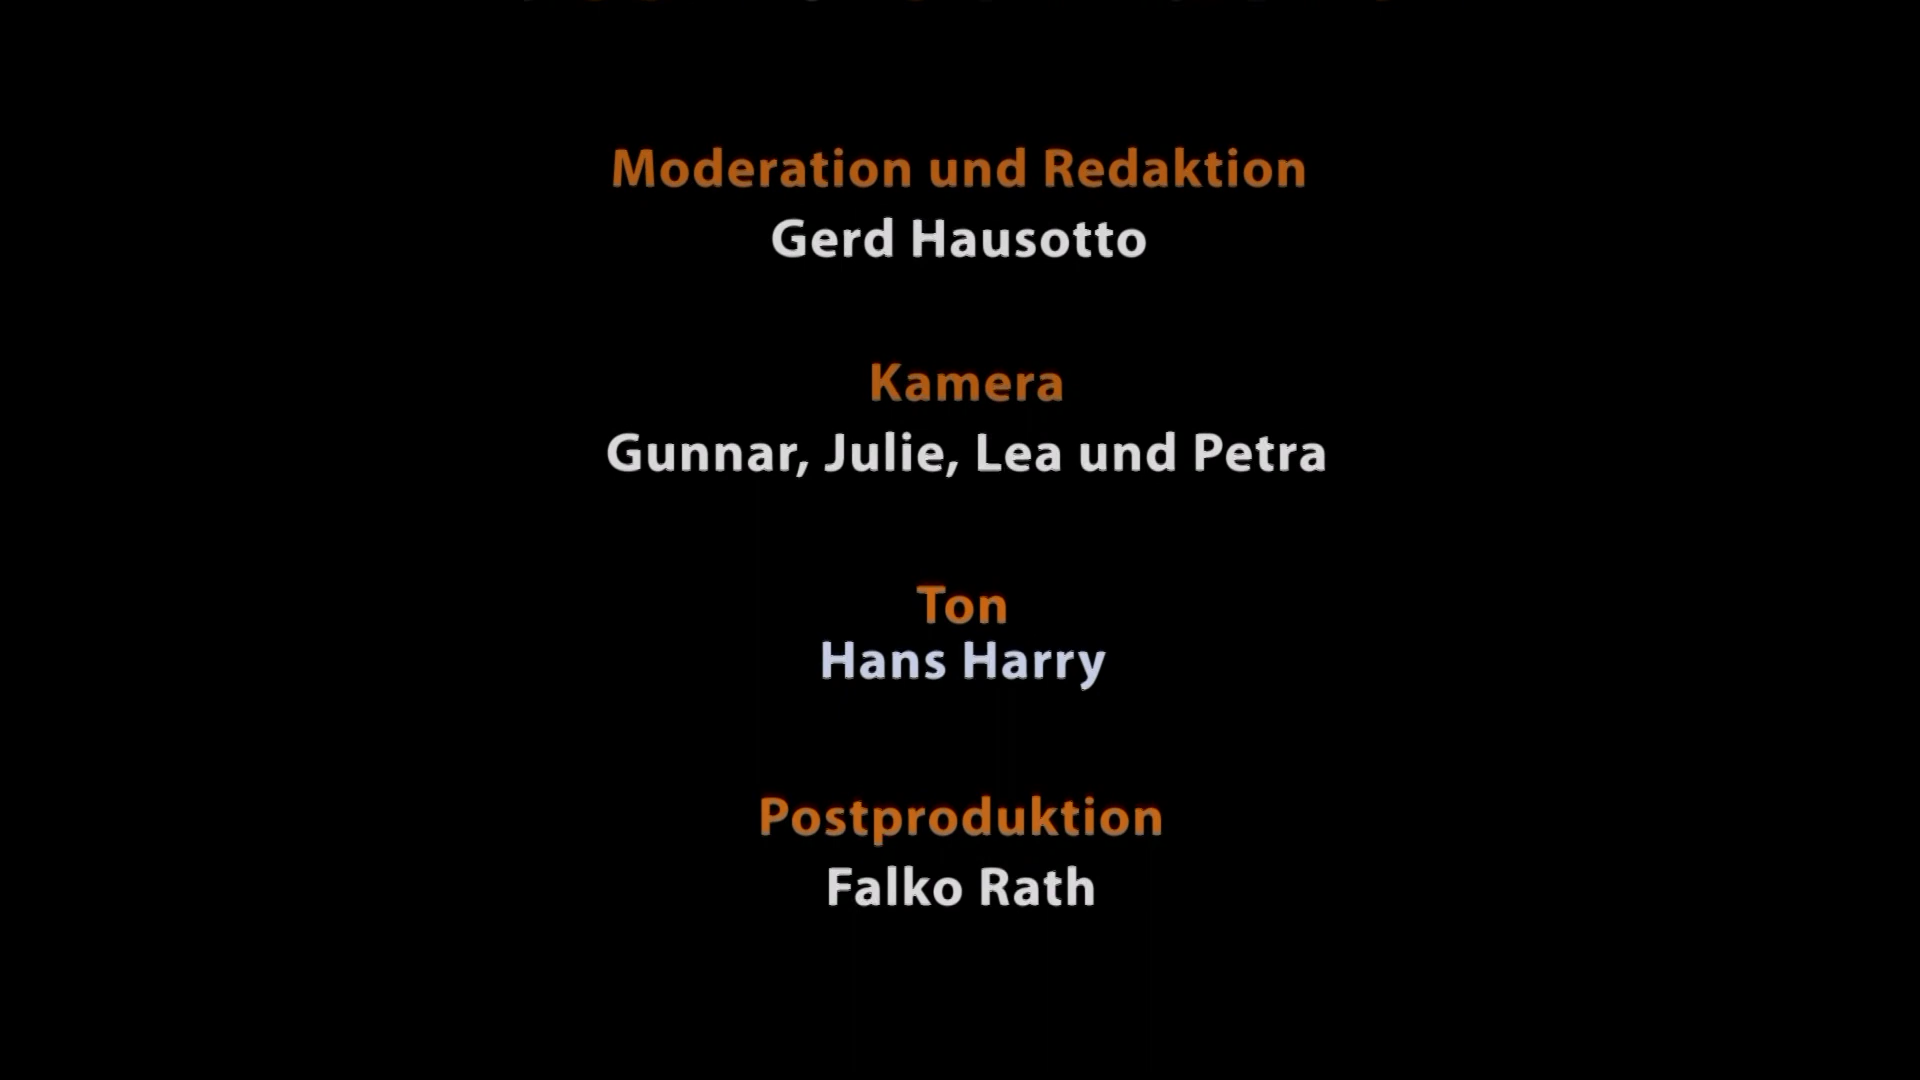 Moderation und Redaktion
Gerd Hausotto
Kamera
Gunnar, Julie, Lea und Petra
Ton
Hans Harry
Postproduktion
Falko Rath